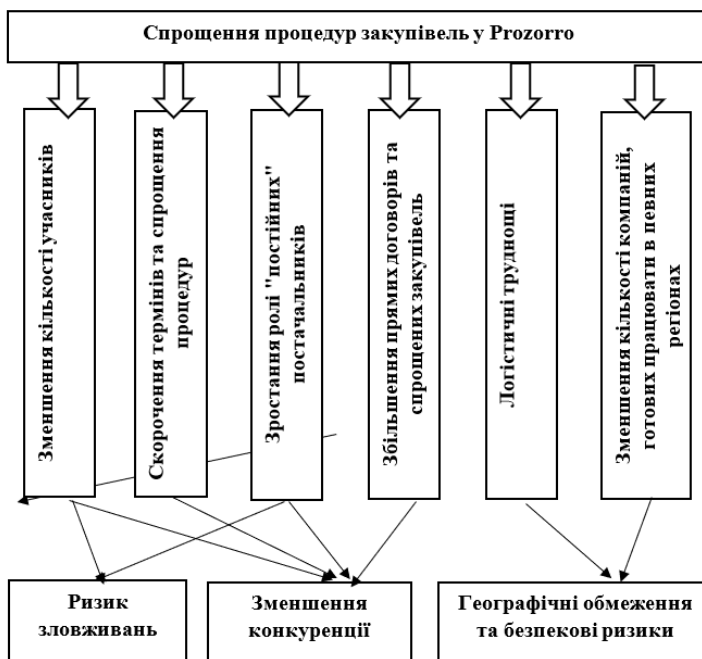 Спрощення процедур закупівель у Prozorro
Зменшення кількості учасників
Скорочення термінів та спрощення
процедур
Зростання ролі "постійних"
постачальників
Збільшення прямих договорів та
спрощених закупівель
Логістичні труднощі
Зменшення кількості компаній,
готових працювати в певних
регіонах
Ризик
зловживань
Зменшення
конкуренції
Географічні обмеження
та безпекові ризики